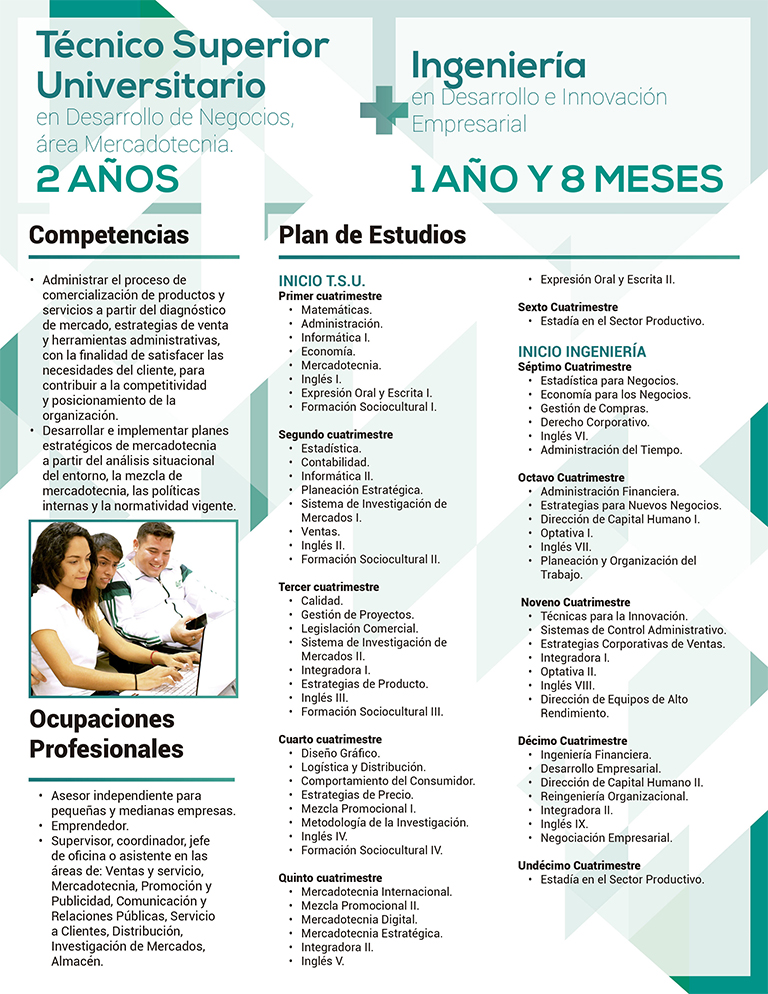 Técnico Superior
Universitario
en Desarrollo de Negocios,
área Mercadotecnia.
2 AÑOS
Ingeniería
en Desarrollo e Innovación
Empresarial
1 AÑO Y 8 MESES
Competencias
• Administrar el proceso de
comercialización de productos y
servicios a partir del diagnóstico
de mercado, estrategias de venta
y herramientas administrativas,
con la finalidad de satisfacer las
necesidades del cliente, para
contribuir a la competitividad
y posicionamiento de la
organización.
• Desarrollar e implementar planes
estratégicos de mercadotecnia
a partir del análisis situacional
del entorno, la mezcla de
mercadotecnia, las políticas
internas y la normatividad vigente.
Ocupaciones
Profesionales
• Asesor independiente para
pequeñas y medianas empresas.
• Emprendedor.
• Supervisor, coordinador, jefe
de oficina o asistente en las
áreas de: Ventas y servicio,
Mercadotecnia, Promoción y
Publicidad, Comunicación y
Relaciones Públicas, Servicio
a Clientes, Distribución,
Investigación de Mercados,
Almacén.
Plan de Estudios
INICIO T.S.U.
Primer cuatrimestre
• Matemáticas.
• Administración.
• Informática I.
• Economía.
• Mercadotecnia.
• Inglés I.
• Expresión Oral y Escrita I.
• Formación Sociocultural I.
Segundo cuatrimestre
• Estadística.
• Contabilidad.
• Informática II.
• Planeación Estratégica.
• Sistema de Investigación de
Mercados I.
• Ventas.
• Inglés II.
• Formación Sociocultural II.
Tercer cuatrimestre
• Calidad.
• Gestión de Proyectos.
• Legislación Comercial.
• Sistema de Investigación de
Mercados II.
• Integradora I.
• Estrategias de Producto.
• Inglés III.
• Formación Sociocultural III.
Cuarto cuatrimestre
• Diseño Gráfico.
• Logística y Distribución.
• Comportamiento del Consumidor.
• Estrategias de Precio.
• Mezcla Promocional I.
• Metodología de la Investigación.
• Inglés IV.
• Formación Sociocultural IV.
Quinto cuatrimestre
• Mercadotecnia Internacional.
• Mezcla Promocional II.
• Mercadotecnia Digital.
• Mercadotecnia Estratégica.
• Integradora II.
• Inglés V.
• Expresión Oral y Escrita II.
Sexto Cuatrimestre
• Estadía en el Sector Productivo.
INICIO INGENIERÍA
Séptimo Cuatrimestre
• Estadística para Negocios.
• Economía para los Negocios.
• Gestión de Compras.
• Derecho Corporativo.
• Inglés VI.
• Administración del Tiempo.
Octavo Cuatrimestre
• Administración Financiera.
• Estrategias para Nuevos Negocios.
• Dirección de Capital Humano I.
• Optativa I.
• Inglés VII.
• Planeación y Organización del
Trabajo.
Noveno Cuatrimestre
• Técnicas para la Innovación.
• Sistemas de Control Administrativo.
• Estrategias Corporativas de Ventas.
• Integradora I.
• Optativa II.
• Inglés VIII.
• Dirección de Equipos de Alto
Rendimiento.
Décimo Cuatrimestre
• Ingeniería Financiera.
• Desarrollo Empresarial.
• Dirección de Capital Humano II.
• Reingeniería Organizacional.
• Integradora II.
• Inglés IX.
• Negociación Empresarial.
Undécimo Cuatrimestre
• Estadía en el Sector Productivo.